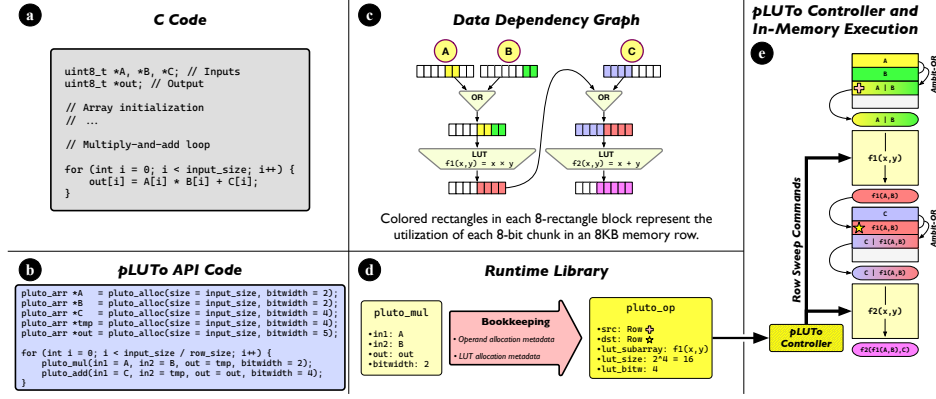 a
C Code
uint8_t *A, *B, *C; // Inputs
uint8_t *out; // Output
// Array initialization
// ...
// Multiply-and-add loop
for (int i = 0; i < input_size; i++) {
out[i] = A[i] * B[i] + C[i];
}
b
pLUTo API Code
pluto_arr *A = pluto_alloc(size = input_size, bitwidth = 2);
pluto_arr *B = pluto_alloc(size = input_size, bitwidth = 2);
pluto_arr *C = pluto_alloc(size = input_size, bitwidth = 4);
pluto_arr *tmp = pluto_alloc(size = input_size, bitwidth = 4);
pluto_arr *out = pluto_alloc(size = input_size, bitwidth = 5);
for (int i = 0; i < input_size / row_size; i++) {
pluto_mul(in1 = A, in2 = B, out = tmp, bitwidth = 2);
pluto_add(in1 = C, in2 = tmp, out = out, bitwidth = 4);
}
c
Data Dependency Graph
A
B
C
OR
OR
LUT
f1(x,y) = x × y
LUT
f2(x,y) = x + y
Colored rectangles in each 8-rectangle block represent the
utilization of each 8-bit chunk in an 8KB memory row.
d
Runtime Library
pluto_mul
•in1: A
•in2: B
•out: out
•bitwidth: 2
Bookkeeping
• Operand allocation metadata
• LUT allocation metadata
pluto_op
•src: Row
•dst: Row
•lut_subarray: f1(x,y)
•lut_size: 2^4 = 16
•lut_bitw: 4
pLUTo Controller and
In-Memory Execution
e
A
B
A | B
Ambit-OR
A | B
f1(x,y)
f1(A,B)
C
f1(A,B)
C | f1(A,B)
Ambit-OR
C | f1(A,B)
f2(x,y)
f2(f1(A,B),C)
Row Sweep Commands
pLUTo
Controller